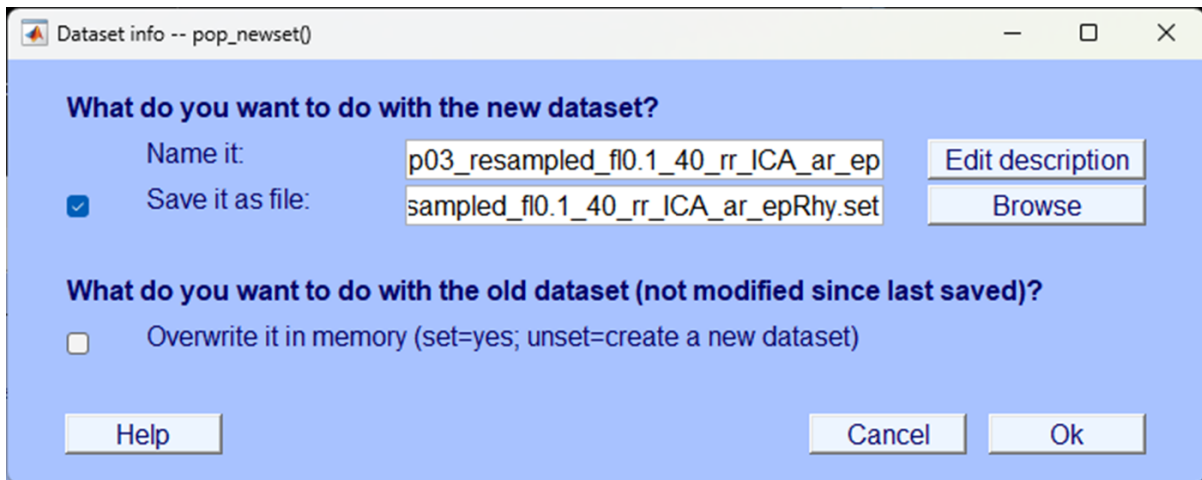 Dataset info -- pop_newset()
What do you want to do with the new dataset?
Name it: p03_resampled_fl0.1_40_rr_ICA_ar_ep Edit description
Save it as file: sampled_fl0.1_40_rr_ICA_ar_epRhy.set Browse
What do you want to do with the old dataset (not modified since last saved)?
Overwrite it in memory (set=yes; unset=create a new dataset)
Help Cancel Ok